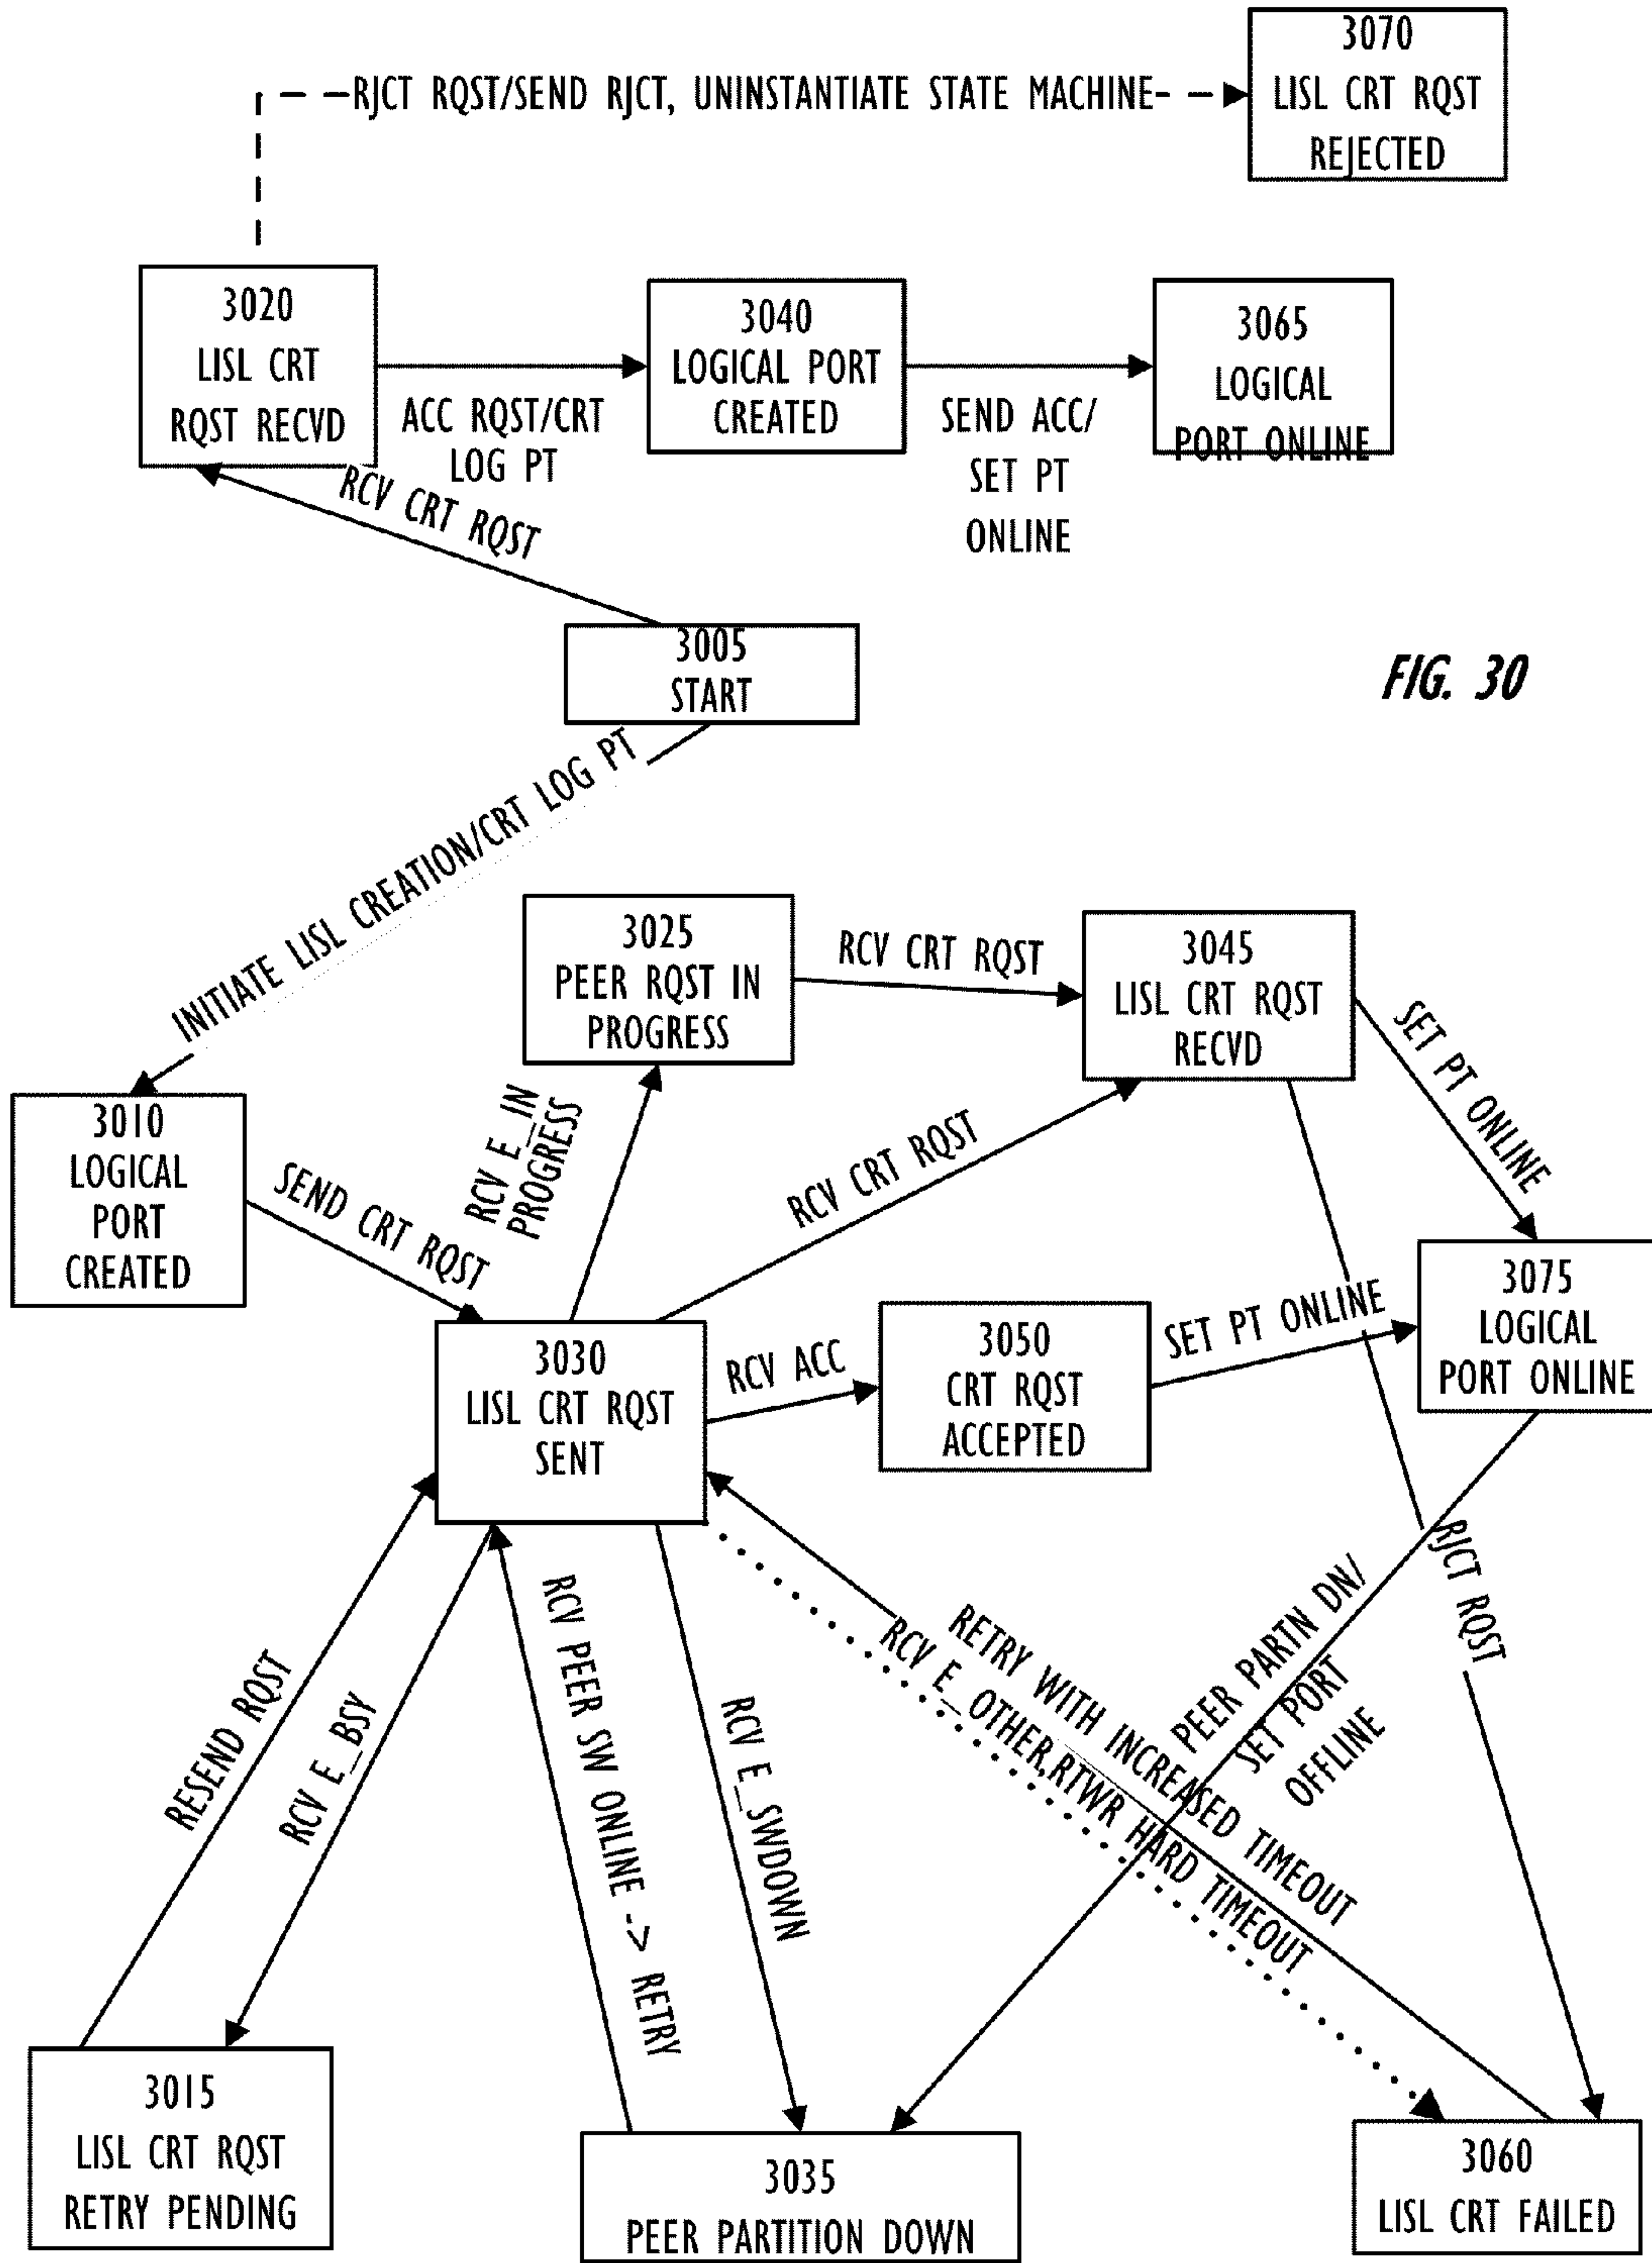 3070
LISL CRT RQST
REJECTED
RJCT RQST/SEND RJCT, UNINSTANTIATE STATE MACHINE
3020
LISL CRT
RQST RECVD
ACC RQST/CRT
LOG PT
3040
LOGICAL PORT
CREATED
SEND ACC/
SET PT
ONLINE
3065
LOGICAL
PORT ONLINE
RCV CRT RQST
3005
START
FIG. 30
INITIATE LISL CREATION/CRT LOG PT
3025
PEER RQST IN
PROGRESS
RCV CRT RQST
3045
LISL CRT RQST
RECVD
SET PT ONLINE
3010
LOGICAL
PORT
CREATED
SEND CRT RQST
RCV E_IN
PROGRESS
RCV CRT RQST
3030
LISL CRT RQST
SENT
RCV ACC
3050
CRT RQST
ACCEPTED
SET PT ONLINE
3075
LOGICAL
PORT ONLINE
RESEND RQST
RCV E_BSY
RCV PEER SW ONLINE -> RETRY
RCV E_SWDOWN
RETRY WITH INCREASED TIMEOUT
RCV E_OTHER,RTWR HARD TIMEOUT
PEER PARTN DN/
SET PORT
OFFLINE
RJCT RQST
3015
LISL CRT RQST
RETRY PENDING
3035
PEER PARTITION DOWN
3060
LISL CRT FAILED